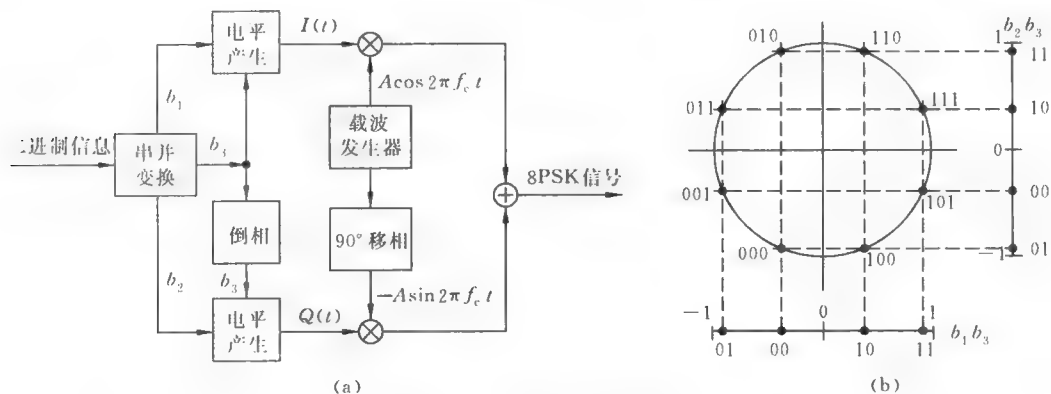 电平
产生
I(t)
b₁
Acos2πf꜀t
二进制信息
串并
变换
b₃
载波
发生器
8PSK信号
倒相
90°移相
b₂
b₃
−Asin2πf꜀t
电平
产生
Q(t)
(a)
010
110
1
b₂b₃
11
011
111
10
0
001
101
00
000
100
−1
01
−1
0
1
b₁b₃
01
00
10
11
(b)